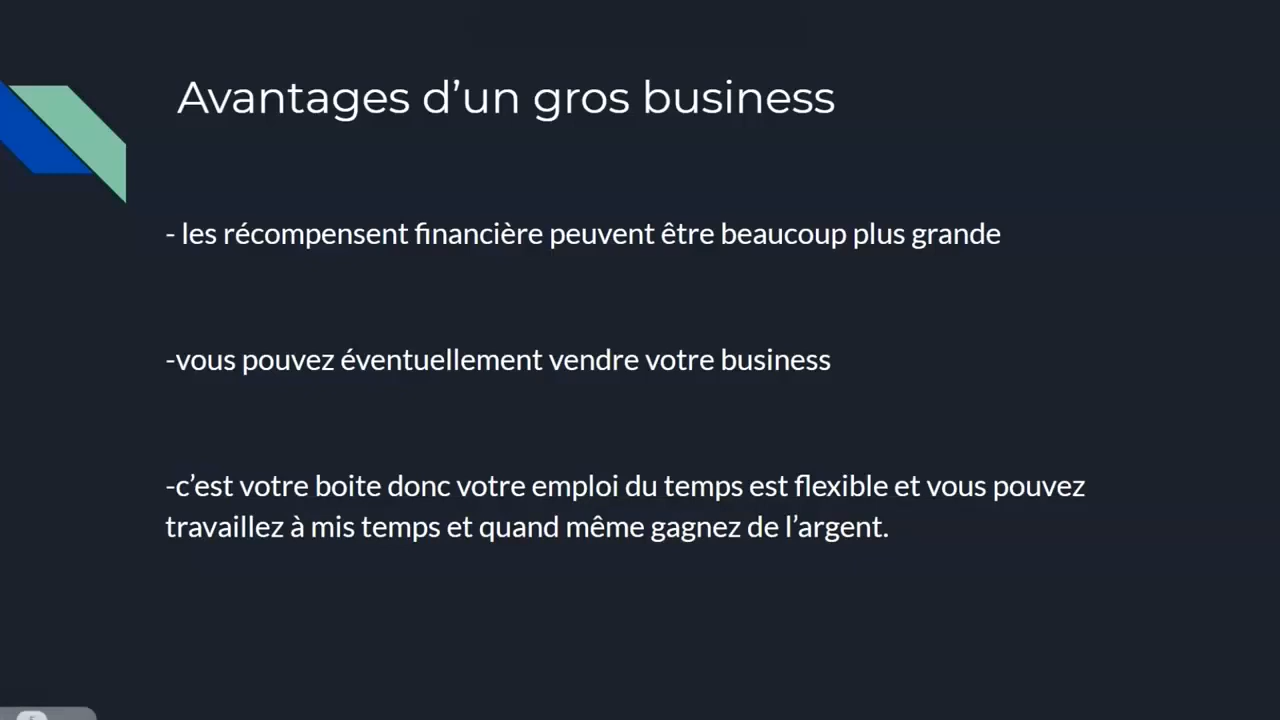 Avantages d’un gros business
- les récompensent financière peuvent être beaucoup plus grande
-vous pouvez éventuellement vendre votre business
-c’est votre boite donc votre emploi du temps est flexible et vous pouvez
travaillez à mis temps et quand même gagnez de l’argent.